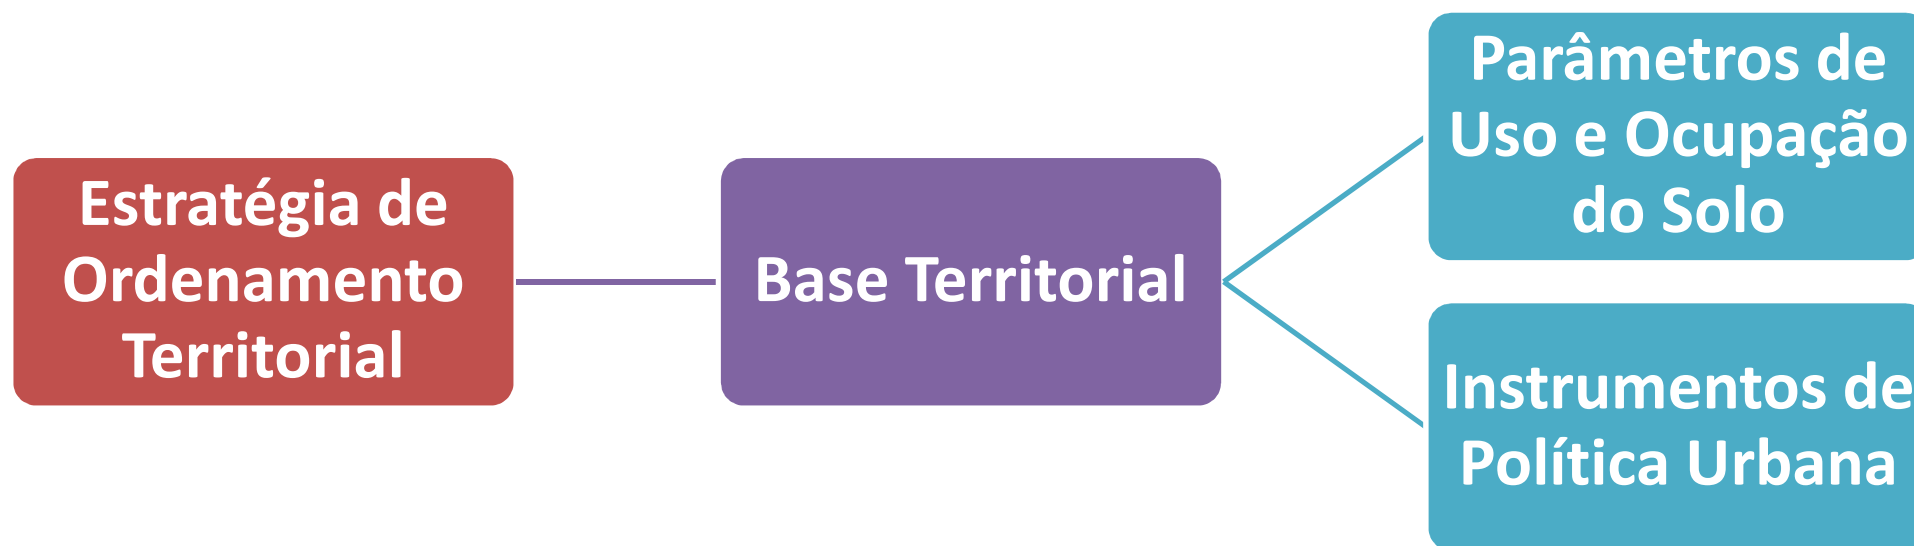 Estratégia de
Ordenamento
Territorial
Base Territorial
Parâmetros de
Uso e Ocupação
do Solo
Instrumentos de
Política Urbana